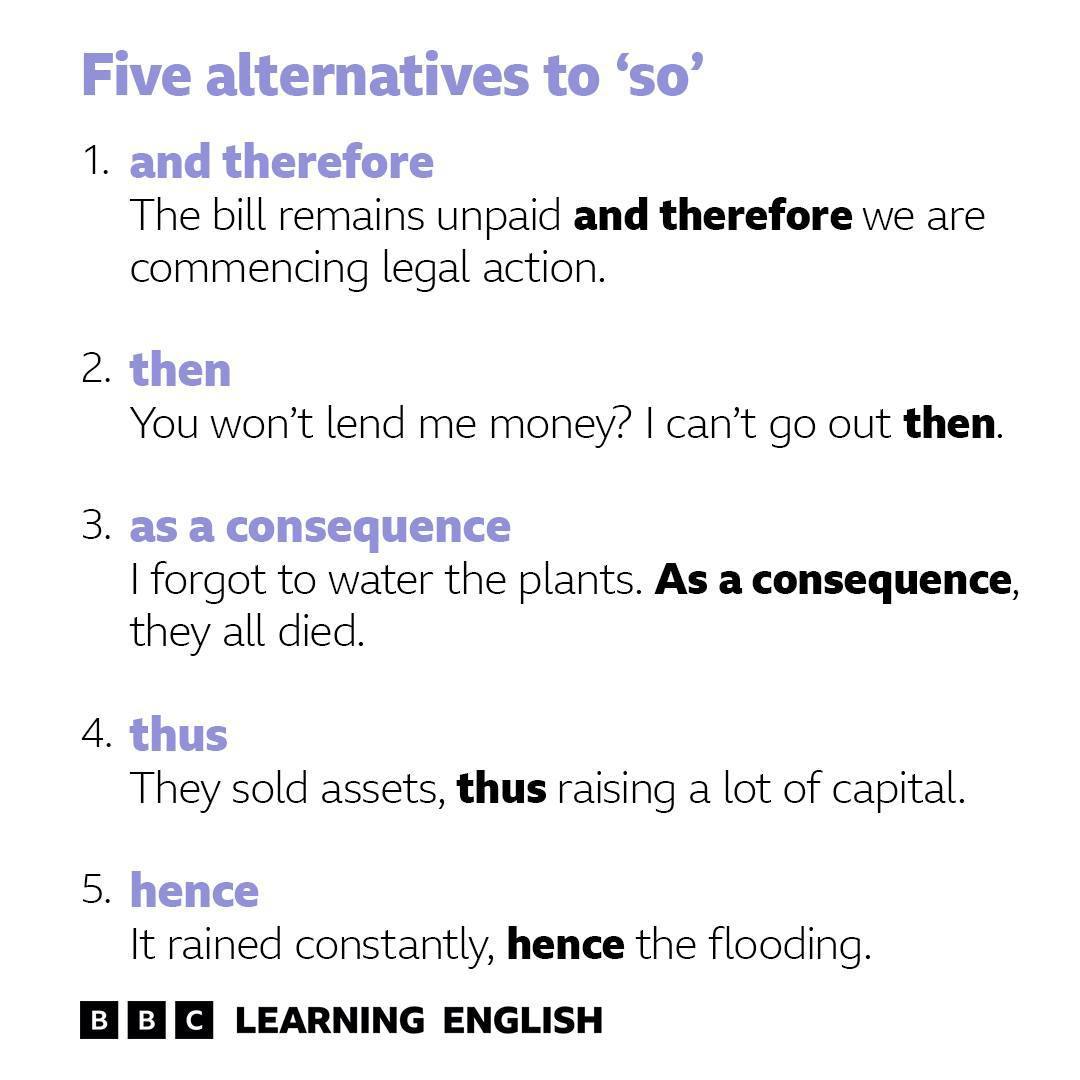 Five alternatives to ‘so’
1. and therefore
The bill remains unpaid and therefore we are
commencing legal action.
2. then
You won’t lend me money? I can’t go out then.
3. as a consequence
I forgot to water the plants. As a consequence,
they all died.
4. thus
They sold assets, thus raising a lot of capital.
5. hence
It rained constantly, hence the flooding.
BBC LEARNING ENGLISH